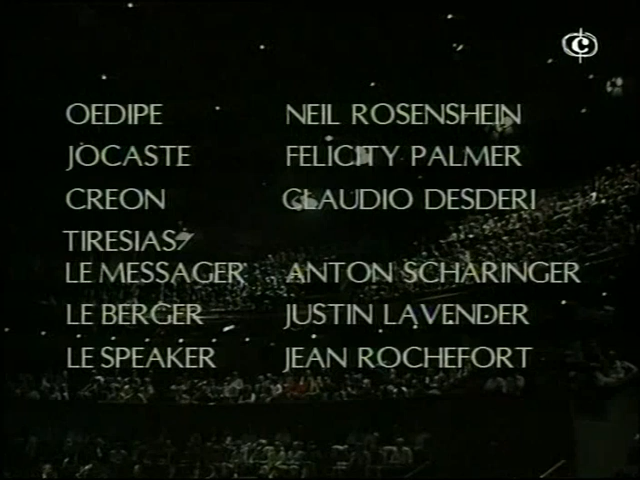 C
OEDIPE NEIL ROSENSHEIN
JOCASTE FELICITY PALMER
CREON CLAUDIO DESDERI
TIRESIAS/
LE MESSAGER ANTON SCHARINGER
LE BERGER JUSTIN LAVENDER
LE SPEAKER JEAN ROCHEFORT